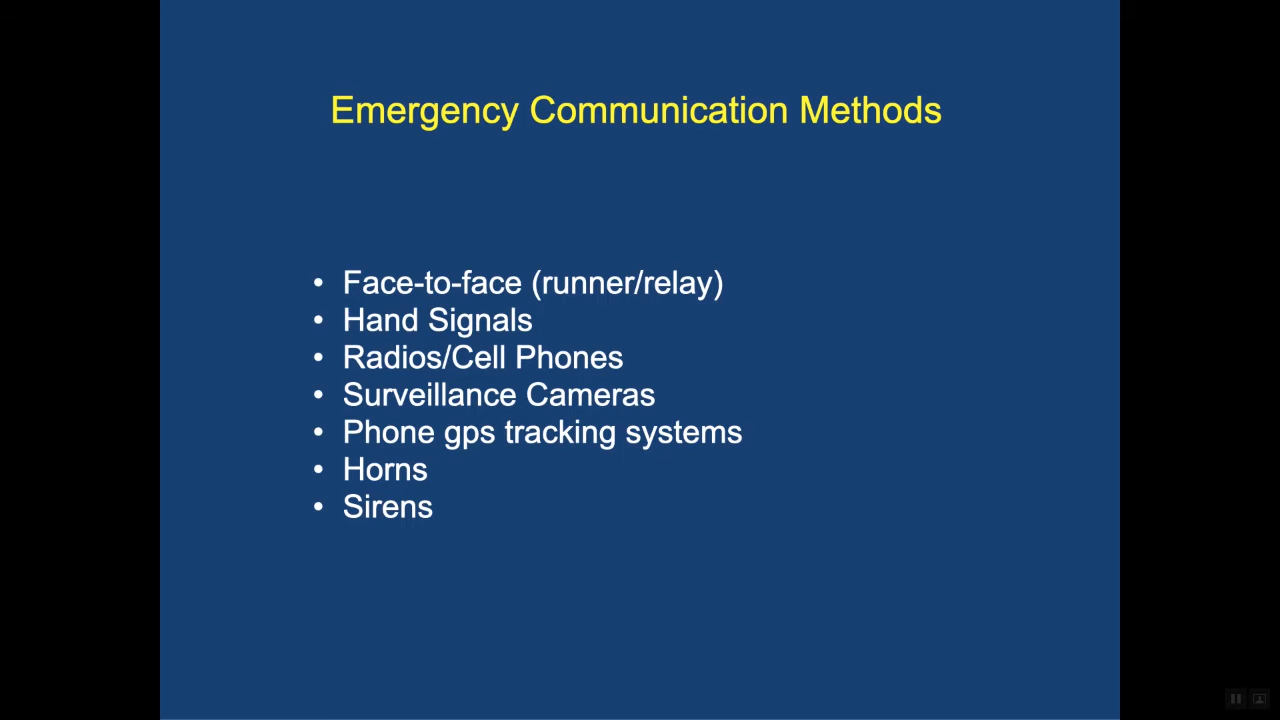 Emergency Communication Methods
• Face-to-face (runner/relay)
• Hand Signals
• Radios/Cell Phones
• Surveillance Cameras
• Phone gps tracking systems
• Horns
• Sirens